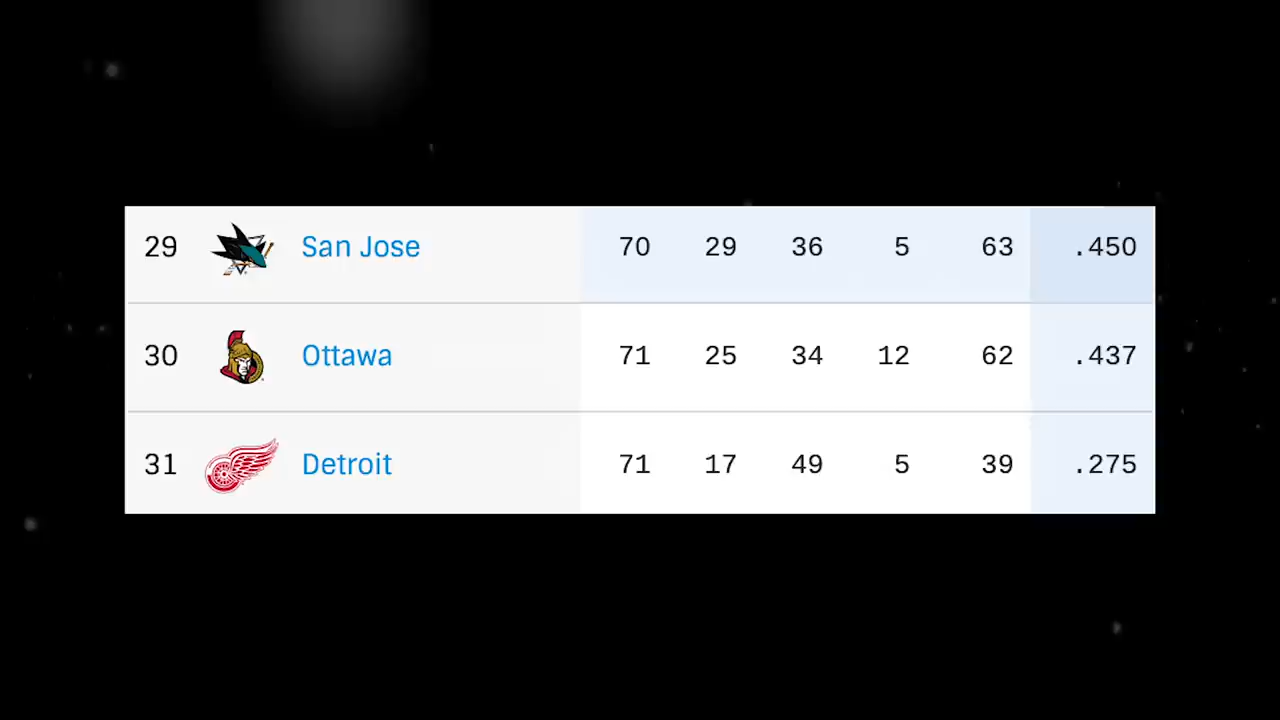 29 San Jose 70 29 36 5 63 .450
30 Ottawa 71 25 34 12 62 .437
31 Detroit 71 17 49 5 39 .275